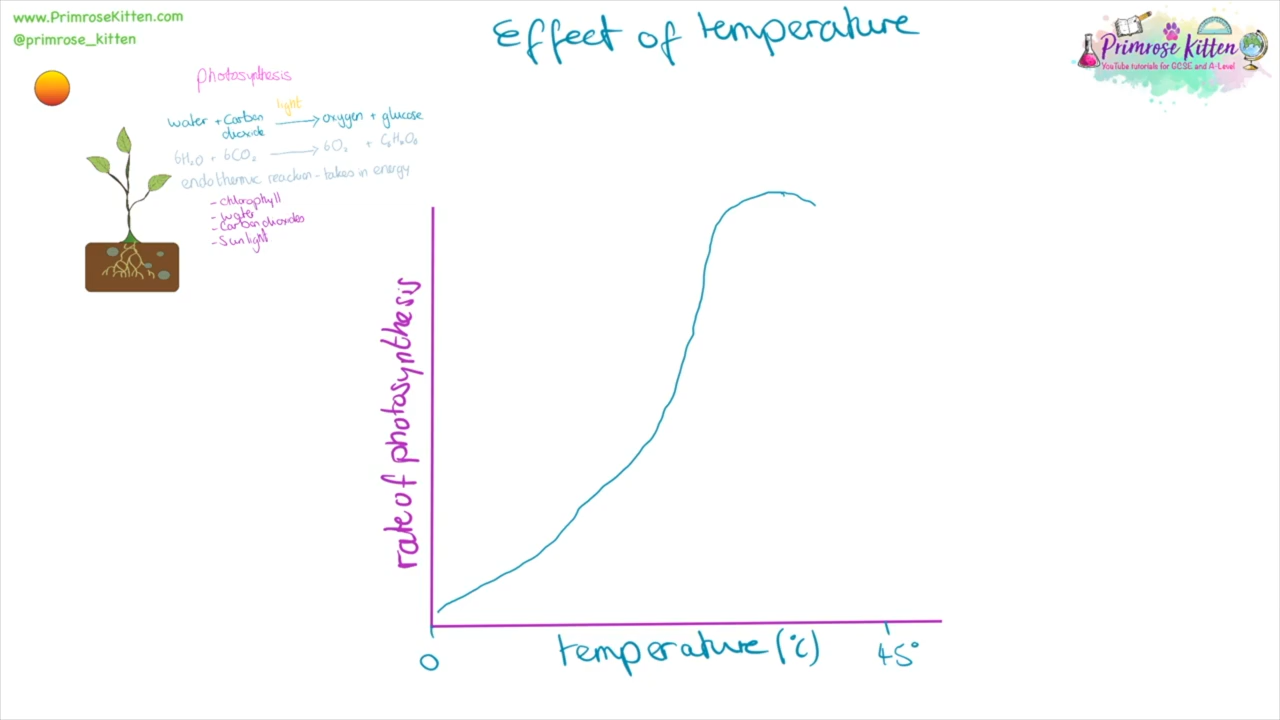 www.PrimroseKitten.com
@primrose_kitten
Effect of temperature
Primrose Kitten
YouTube tutorials for GCSE and A-Level
photosynthesis
light
water + Carbon dioxide → oxygen + glucose
6H₂O + 6CO₂ → 6O₂ + C₆H₁₂O₆
endothermic reaction - takes in energy
- chlorophyll
- water
- Carbon dioxides
- Sunlight
rate of photosynthesis
0
temperature (°c)
45°